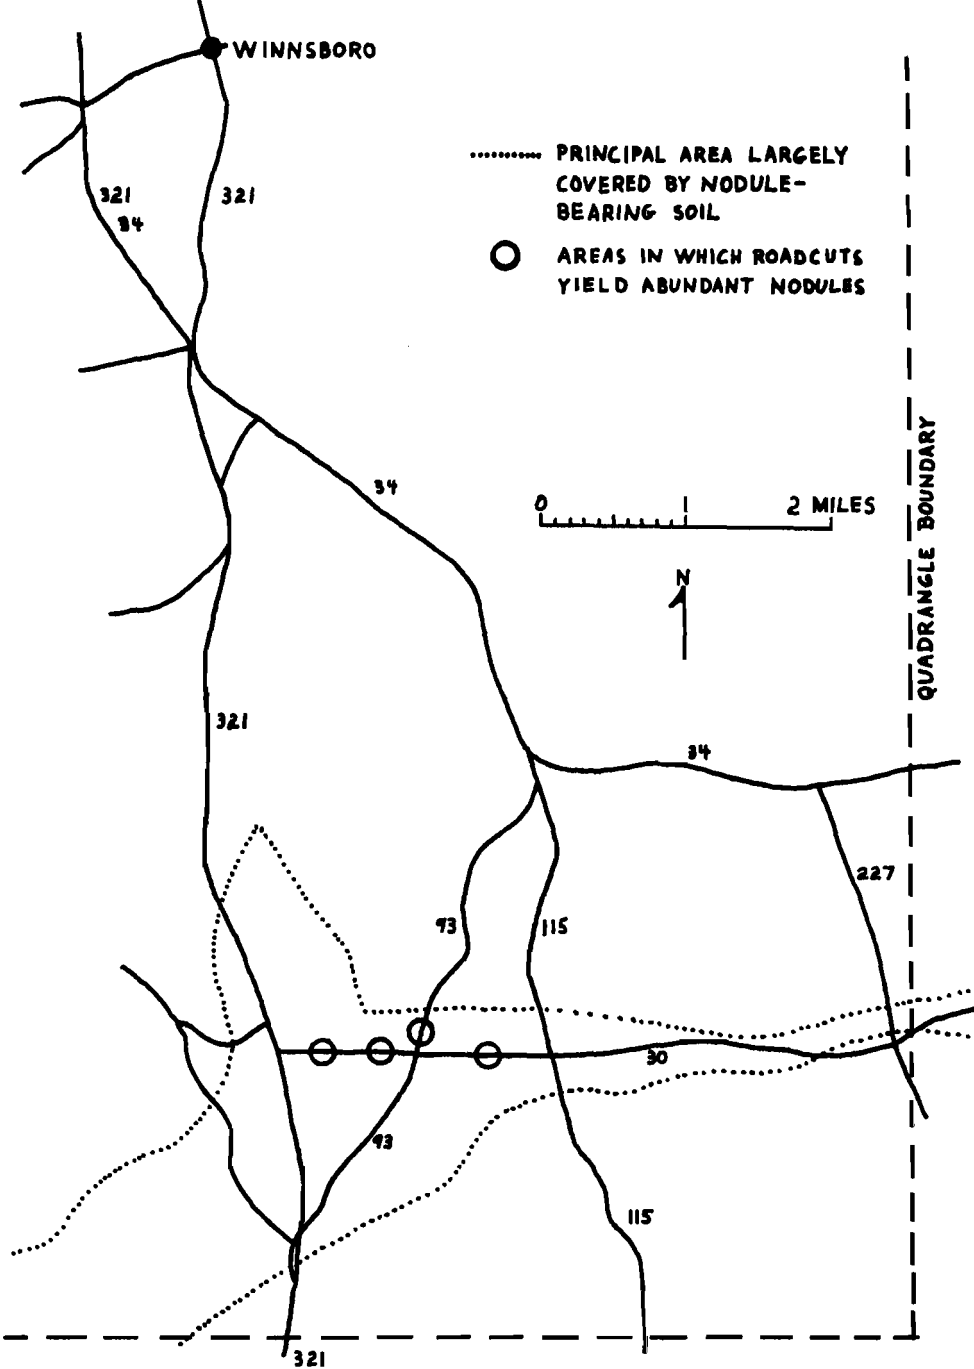 WINNSBORO
PRINCIPAL AREA LARGELY
COVERED BY NODULE-
BEARING SOIL
321
34
321
AREAS IN WHICH ROADCUTS
YIELD ABUNDANT NODULES
34
0 1 2 MILES
QUADRANGLE BOUNDARY
N
321
34
227
93
115
30
93
115
321